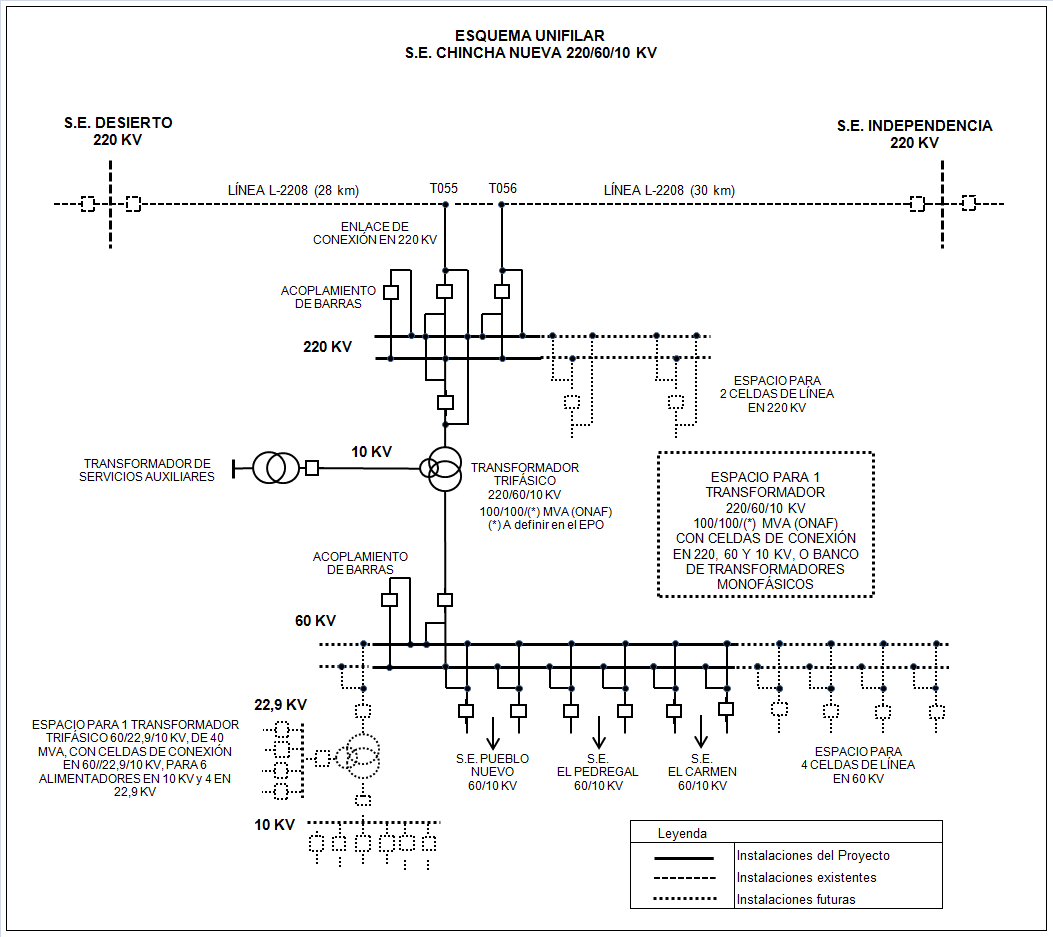 ESQUEMA UNIFILAR
S.E. CHINCHA NUEVA 220/60/10 KV
S.E. DESIERTO
220 KV
S.E. INDEPENDENCIA
220 KV
LÍNEA L-2208 (28 km)
T055
T056
LÍNEA L-2208 (30 km)
ENLACE DE
CONEXIÓN EN 220 KV
ACOPLAMIENTO
DE BARRAS
220 KV
ESPACIO PARA
2 CELDAS DE LÍNEA
EN 220 KV
10 KV
TRANSFORMADOR DE
SERVICIOS AUXILIARES
TRANSFORMADOR
TRIFÁSICO
220/60/10 KV
100/100/(*) MVA (ONAF)
(*) A definir en el EPO
ESPACIO PARA 1
TRANSFORMADOR
220/60/10 KV
100/100/(*) MVA (ONAF)
CON CELDAS DE CONEXIÓN
EN 220, 60 Y 10 KV, O BANCO
DE TRANSFORMADORES
MONOFÁSICOS
ACOPLAMIENTO
DE BARRAS
60 KV
22,9 KV
ESPACIO PARA 1 TRANSFORMADOR
TRIFÁSICO 60/22,9/10 KV, DE 40
MVA, CON CELDAS DE CONEXIÓN
EN 60//22,9/10 KV, PARA 6
ALIMENTADORES EN 10 KV y 4 EN
22,9 KV
S.E. PUEBLO
NUEVO
60/10 KV
S.E.
EL PEDREGAL
60/10 KV
S.E.
EL CARMEN
60/10 KV
ESPACIO PARA
4 CELDAS DE LÍNEA
EN 60 KV
10 KV
Leyenda
Instalaciones del Proyecto
Instalaciones existentes
Instalaciones futuras